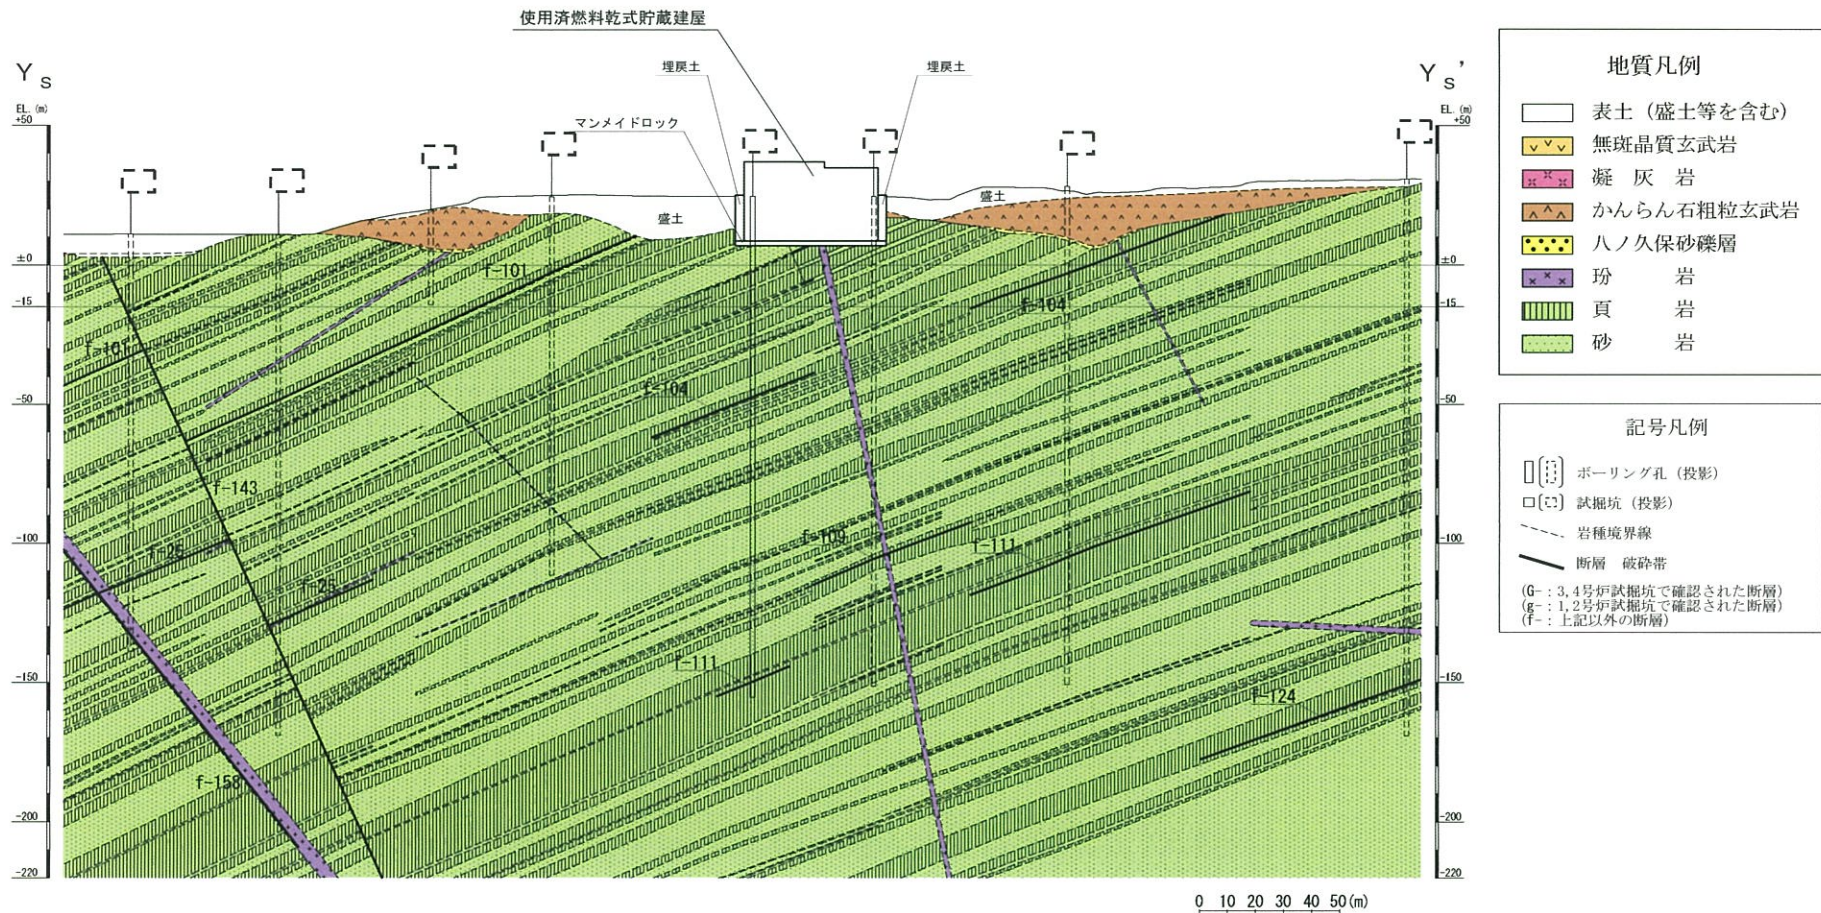 使用済燃料乾式貯蔵建屋
Y S
Y S'
埋戻土
埋戻土
マンメイドロック
盛土
盛土
EL.(m)
+50
±0
-15
-50
-100
-150
-200
-220
EL.(m)
+50
±0
-15
-50
-100
-150
-200
-220
f-101
f-101
f-104
f-104
f-143
f-26
f-26
f-109
f-111
f-111
f-124
f-158
0 10 20 30 40 50(m)
地質凡例
表土（盛土等を含む）
無斑晶質玄武岩
凝 灰 岩
かんらん石粗粒玄武岩
八ノ久保砂礫層
玢 岩
頁 岩
砂 岩
記号凡例
ボーリング孔（投影）
試掘坑（投影）
岩種境界線
断層 破砕帯
(G-：3,4号炉試掘坑で確認された断層)
(g-：1,2号炉試掘坑で確認された断層)
(f-：上記以外の断層)